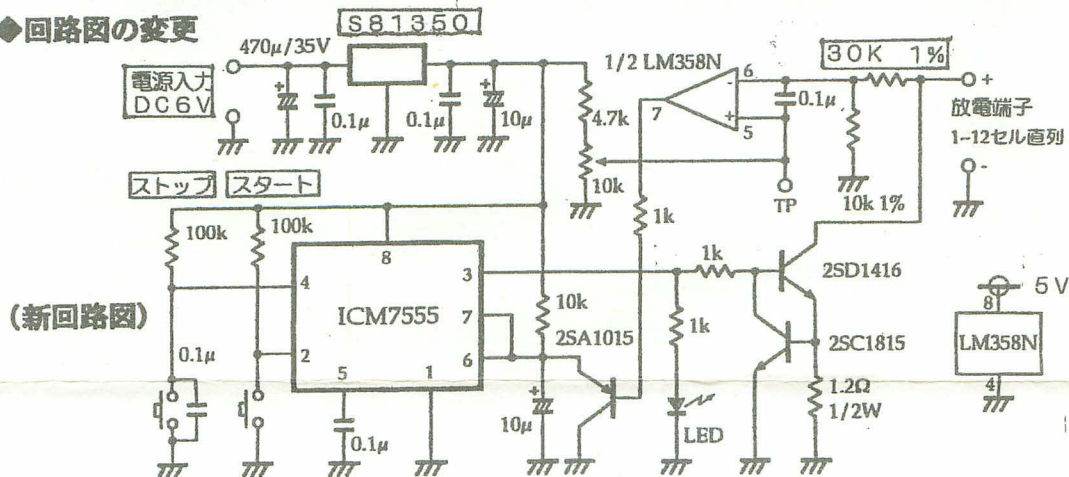 ◆回路図の変更
S81350
470μ/35V
電源入力
DC6V
0.1μ
0.1μ
10μ
4.7k
10k
1/2 LM358N
6
7
5
-
+
0.1μ
TP
30K 1%
10k 1%
+
放電端子
1~12セル直列
-
ストップ
スタート
100k
100k
8
4
3
ICM7555
7
2
6
5
1
(新回路図)
0.1μ
0.1μ
10k
2SA1015
10μ
1k
1k
1k
LED
2SD1416
2SC1815
1.2Ω
1/2W
5V
8
LM358N
4